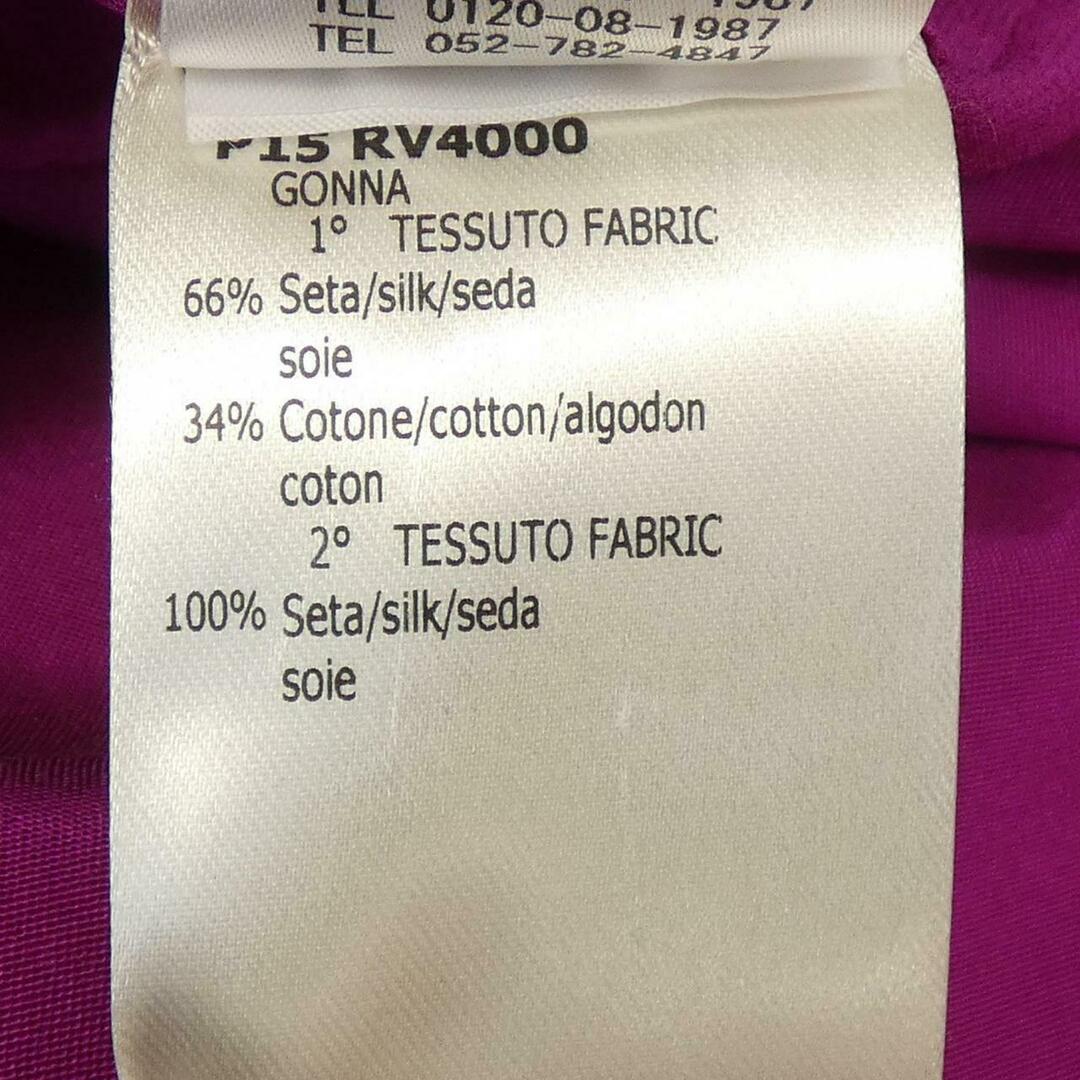 TEL 0120-08-1987
TEL 052-782-4847
P15 RV4000
GONNA
1° TESSUTO FABRIC
66% Seta/silk/seda
soie
34% Cotone/cotton/algodon
coton
2° TESSUTO FABRIC
100% Seta/silk/seda
soie